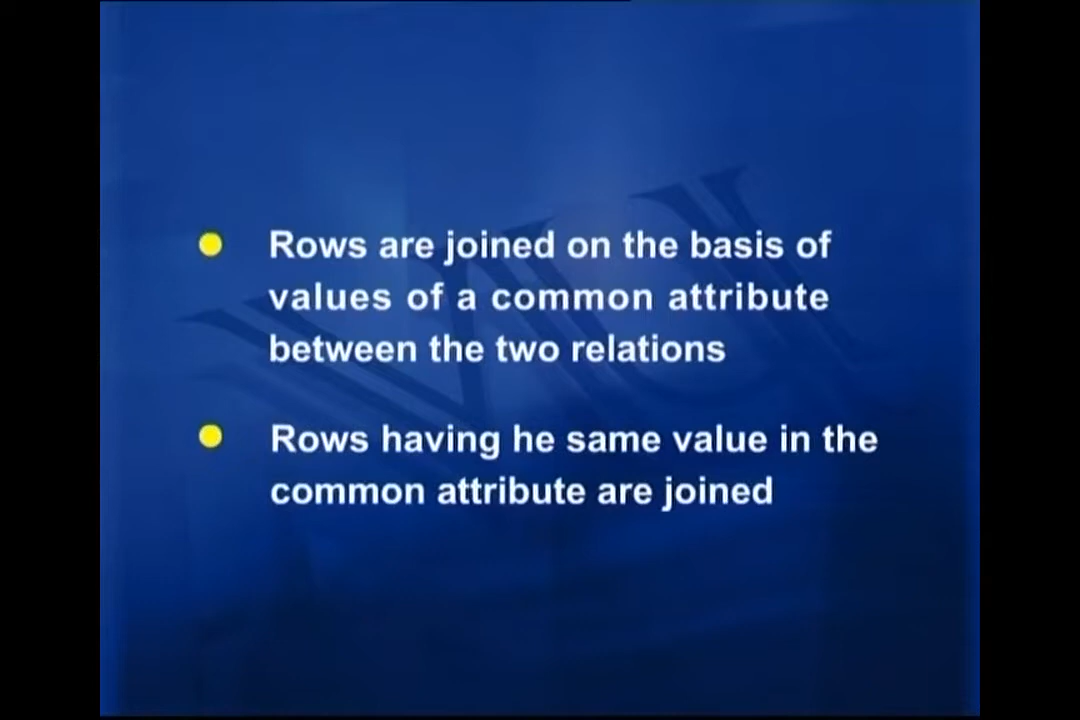 Rows are joined on the basis of
values of a common attribute
between the two relations
Rows having he same value in the
common attribute are joined